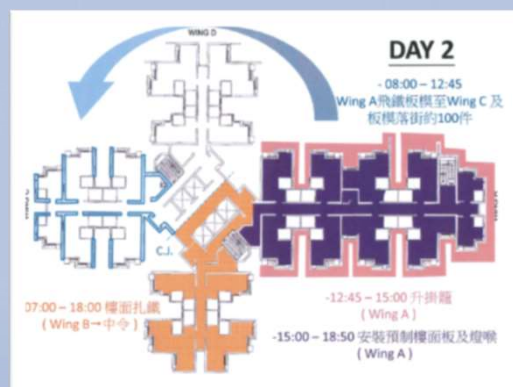 WING D
DAY 2
- 08:00 – 12:45
Wing A飛鐵板模至Wing C 及
板模落街約100件
C.J.
07:00 – 18:00 樓面扎鐵
( Wing B→中令 )
-12:45 – 15:00 升掛籠
( Wing A )
-15:00 – 18:50 安裝預制樓面板及燈喉
( Wing A )